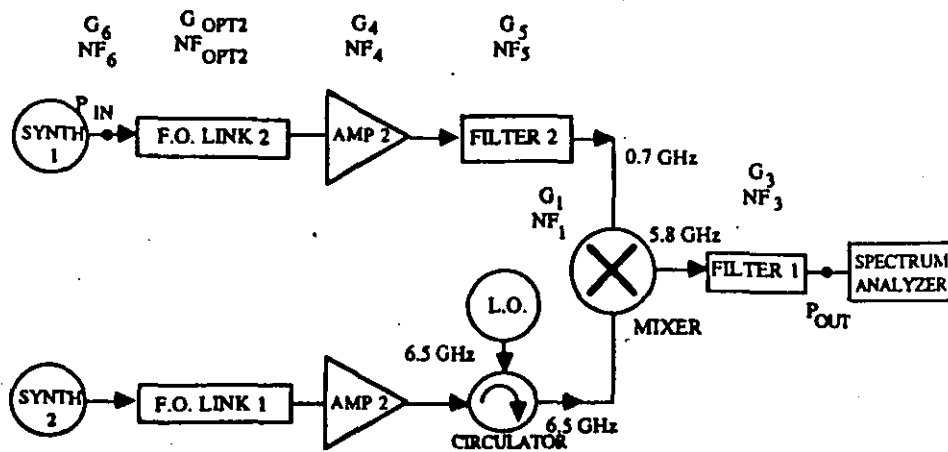 G6
NF6
G OPT2
NF OPT2
G4
NF4
G5
NF5
SYNTH 1
P IN
F.O. LINK 2
AMP 2
FILTER 2
0.7 GHz
G1
NF1
G3
NF3
5.8 GHz
FILTER 1
SPECTRUM
ANALYZER
POUT
MIXER
L.O.
6.5 GHz
SYNTH
2
F.O. LINK 1
AMP 2
CIRCULATOR
6.5 GHz